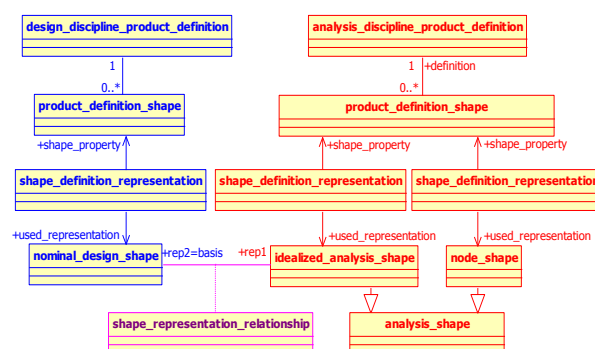 design_discipline_product_definition
analysis_discipline_product_definition
1
1
+definition
0..*
0..*
product_definition_shape
product_definition_shape
+shape_property
+shape_property
+shape_property
shape_definition_representation
shape_definition_representation
shape_definition_representation
+used_representation
+used_representation
+used_representation
nominal_design_shape
+rep2=basis
+rep1
idealized_analysis_shape
node_shape
shape_representation_relationship
analysis_shape